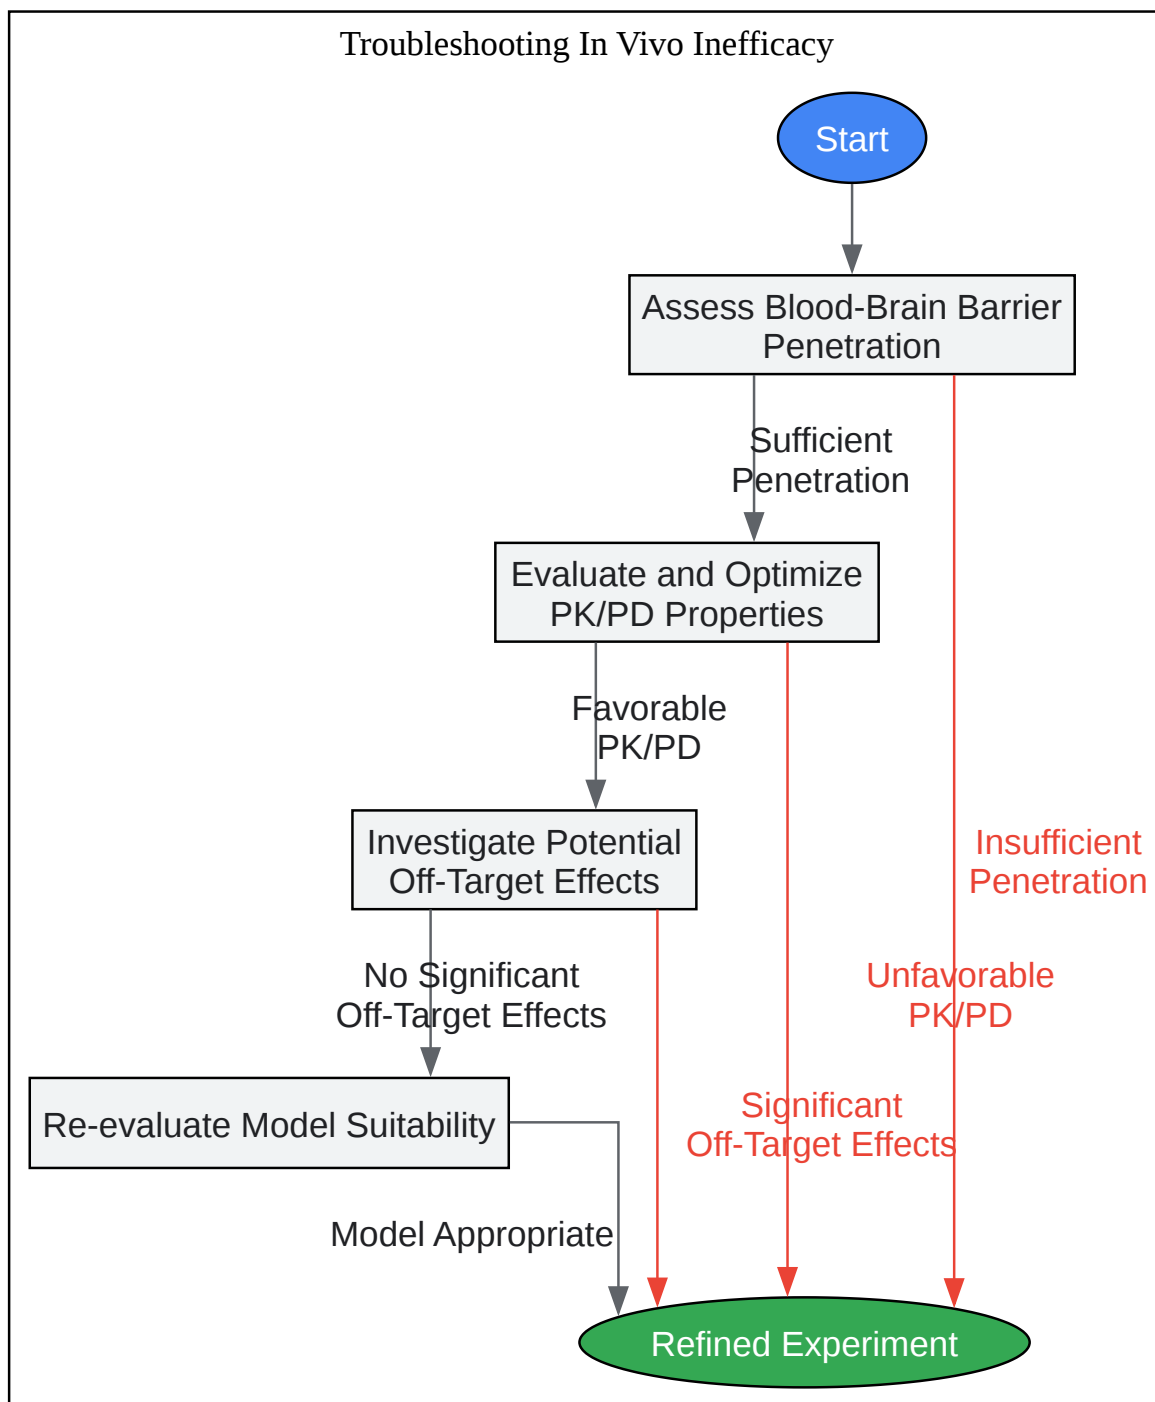 Troubleshooting In Vivo Inefficacy
Start
Assess Blood-Brain Barrier
Penetration
Sufficient
Penetration
Evaluate and Optimize
PK/PD Properties
Favorable
PK/PD
Investigate Potential
Off-Target Effects
Insufficient
Penetration
No Significant
Off-Target Effects
Unfavorable
PK/PD
Re-evaluate Model Suitability
Significant
Off-Target Effects
Model Appropriate
Refined Experiment